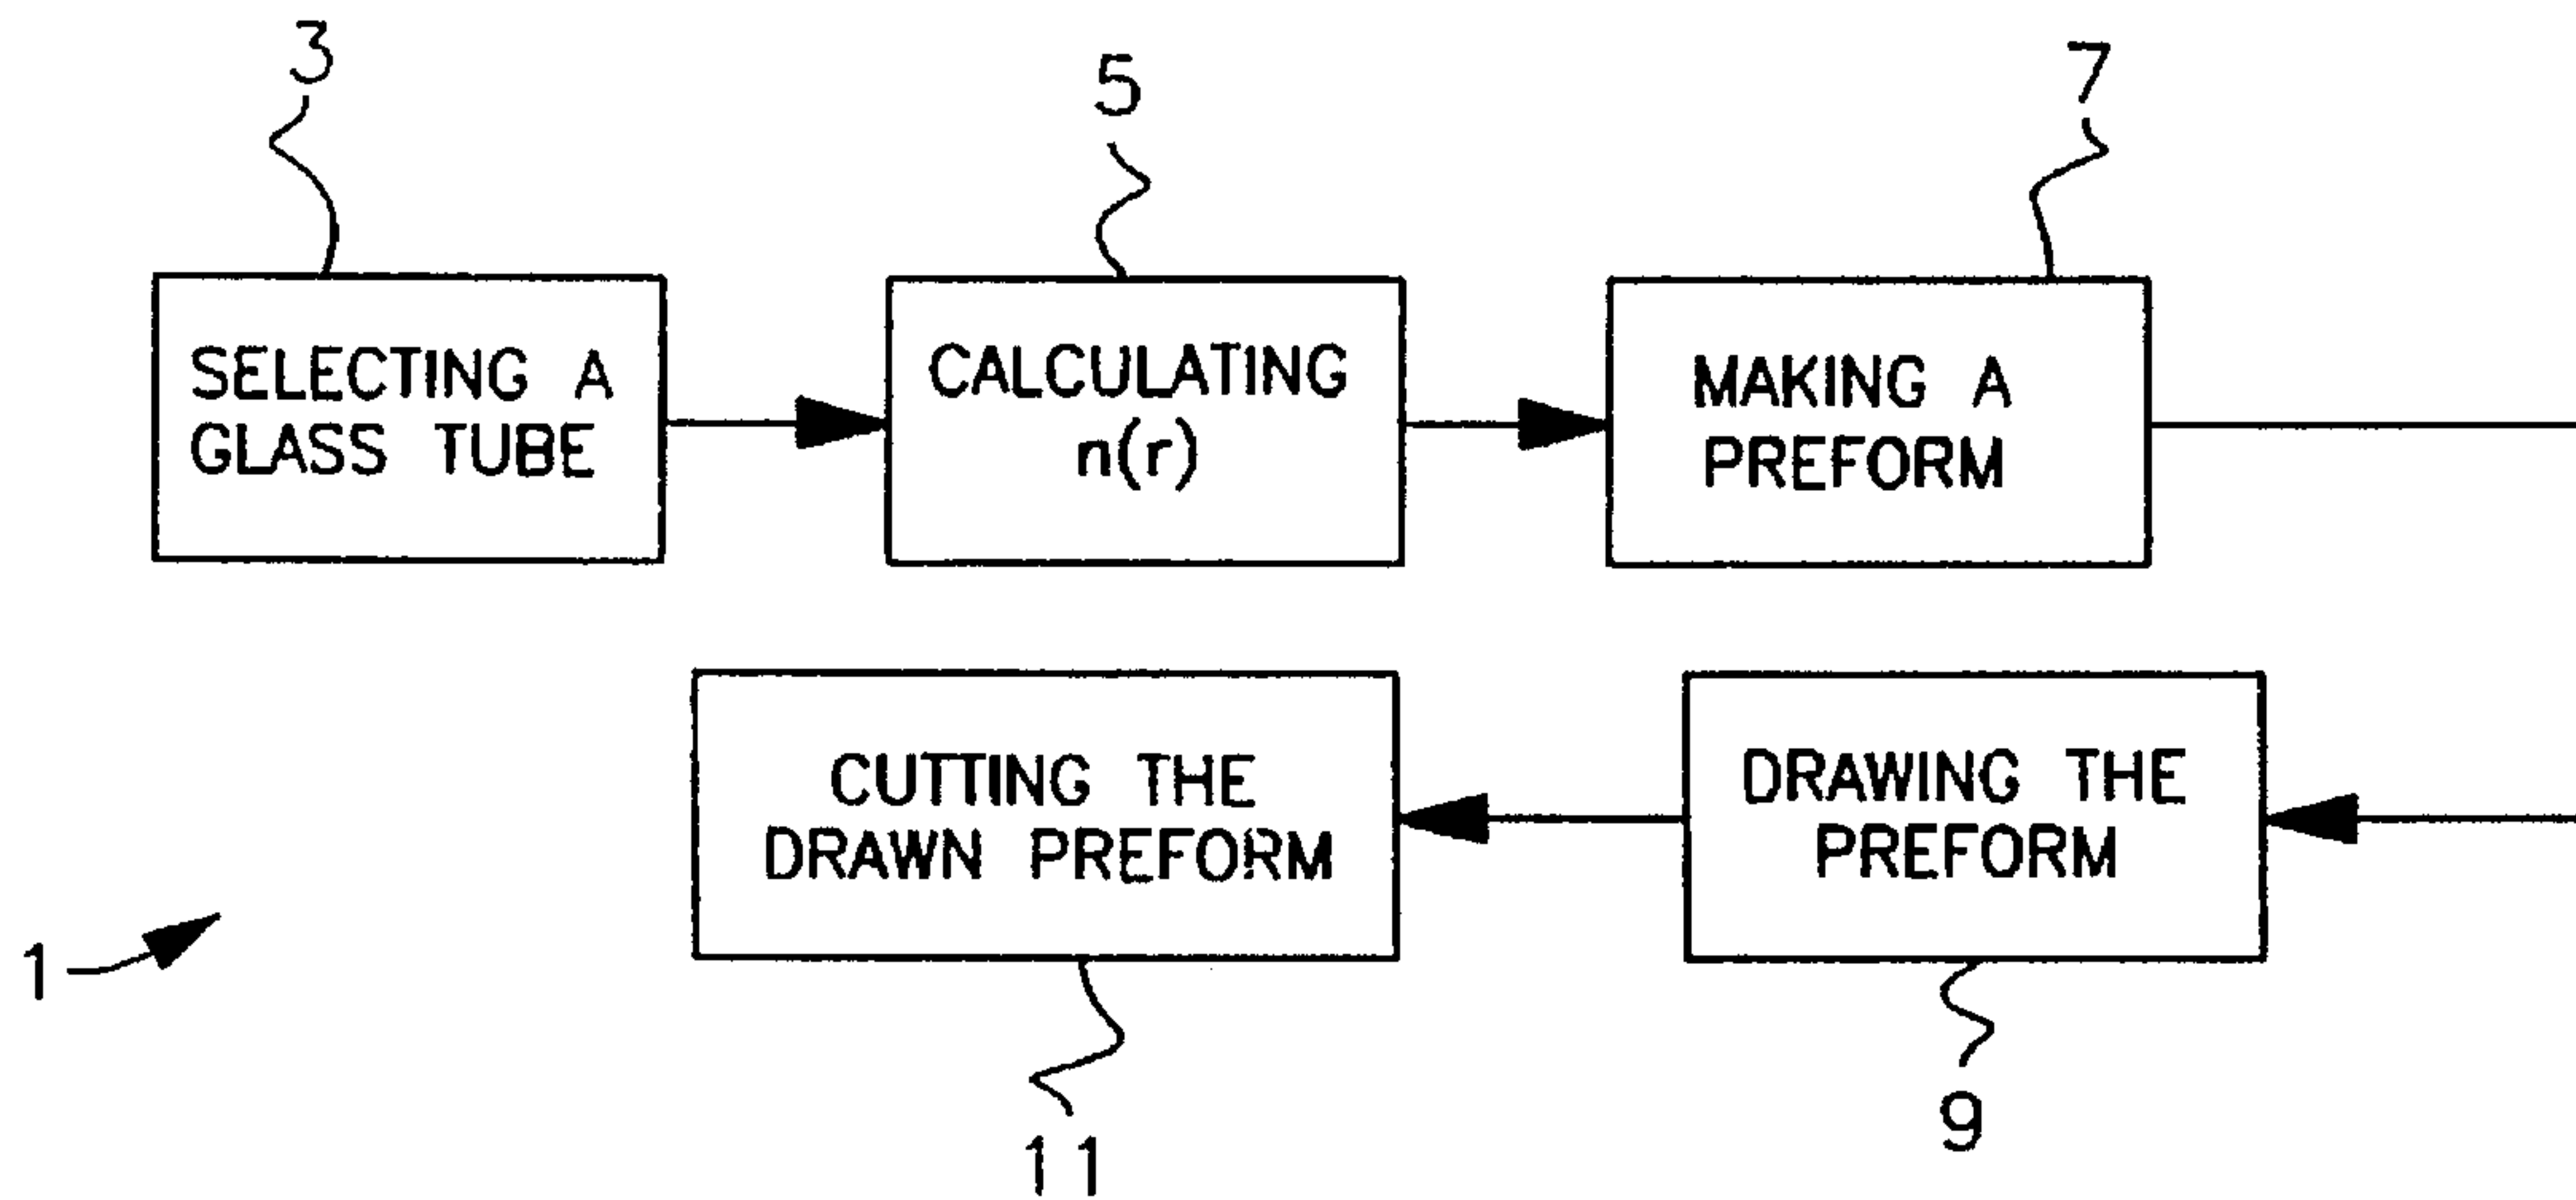 3
5
7
SELECTING A
GLASS TUBE
CALCULATING
n(r)
MAKING A
PREFORM
CUTTING THE
DRAWN PREFORM
DRAWING THE
PREFORM
1
11
9